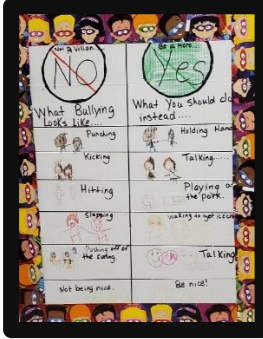 Not a Villain
NO
What Bullying
Looks Like....
Punching
Kicking
Hitting
Slapping
Pushing off of
the swing.
Not being nice.
Be a Hero...
Yes
What You should do
instead....
Holding Hand
Talking......
Playing at
the park.
walking to get ice cream
Talking
Be nice!